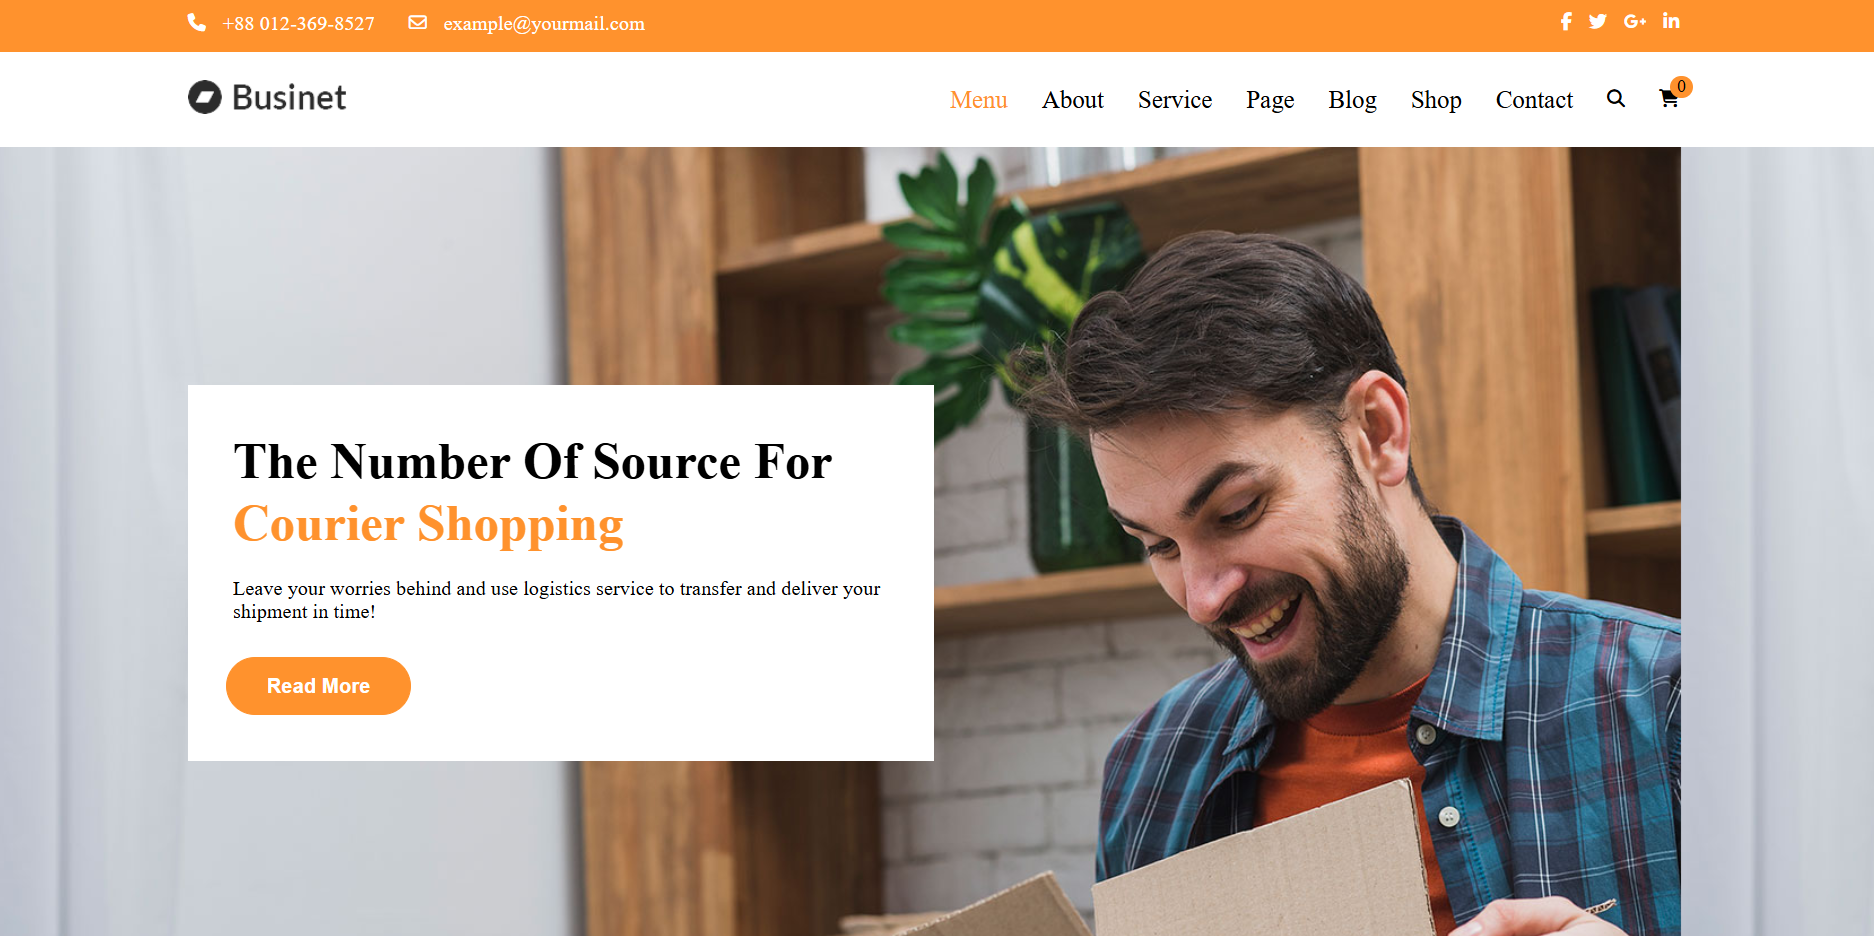 +88 012-369-8527
example@yourmail.com
Businet
Menu About Service Page Blog Shop Contact
0
The Number Of Source For
Courier Shopping
Leave your worries behind and use logistics service to transfer and deliver your
shipment in time!
Read More